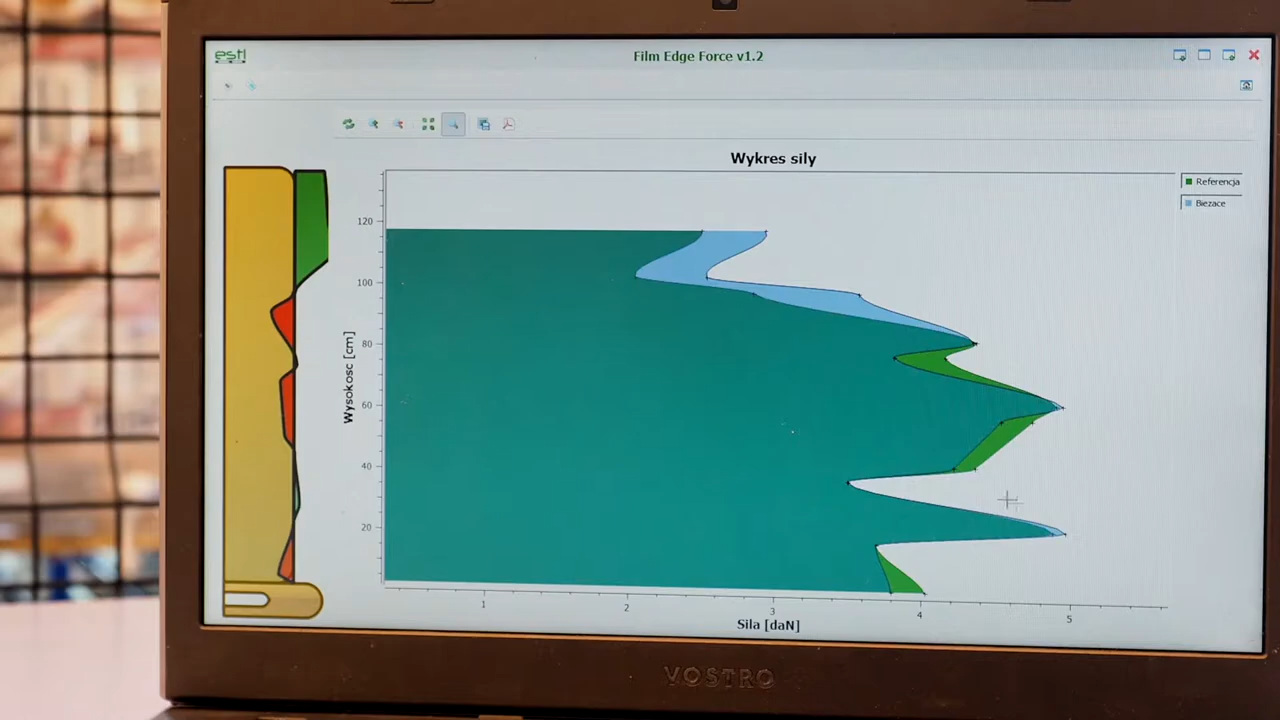 estl
Film Edge Force v1.2
Wykres sily
Referencja
Biezace
120
100
80
60
40
20
Wysokosc [cm]
1 2 3 4 5
Sila [daN]
VOSTRO